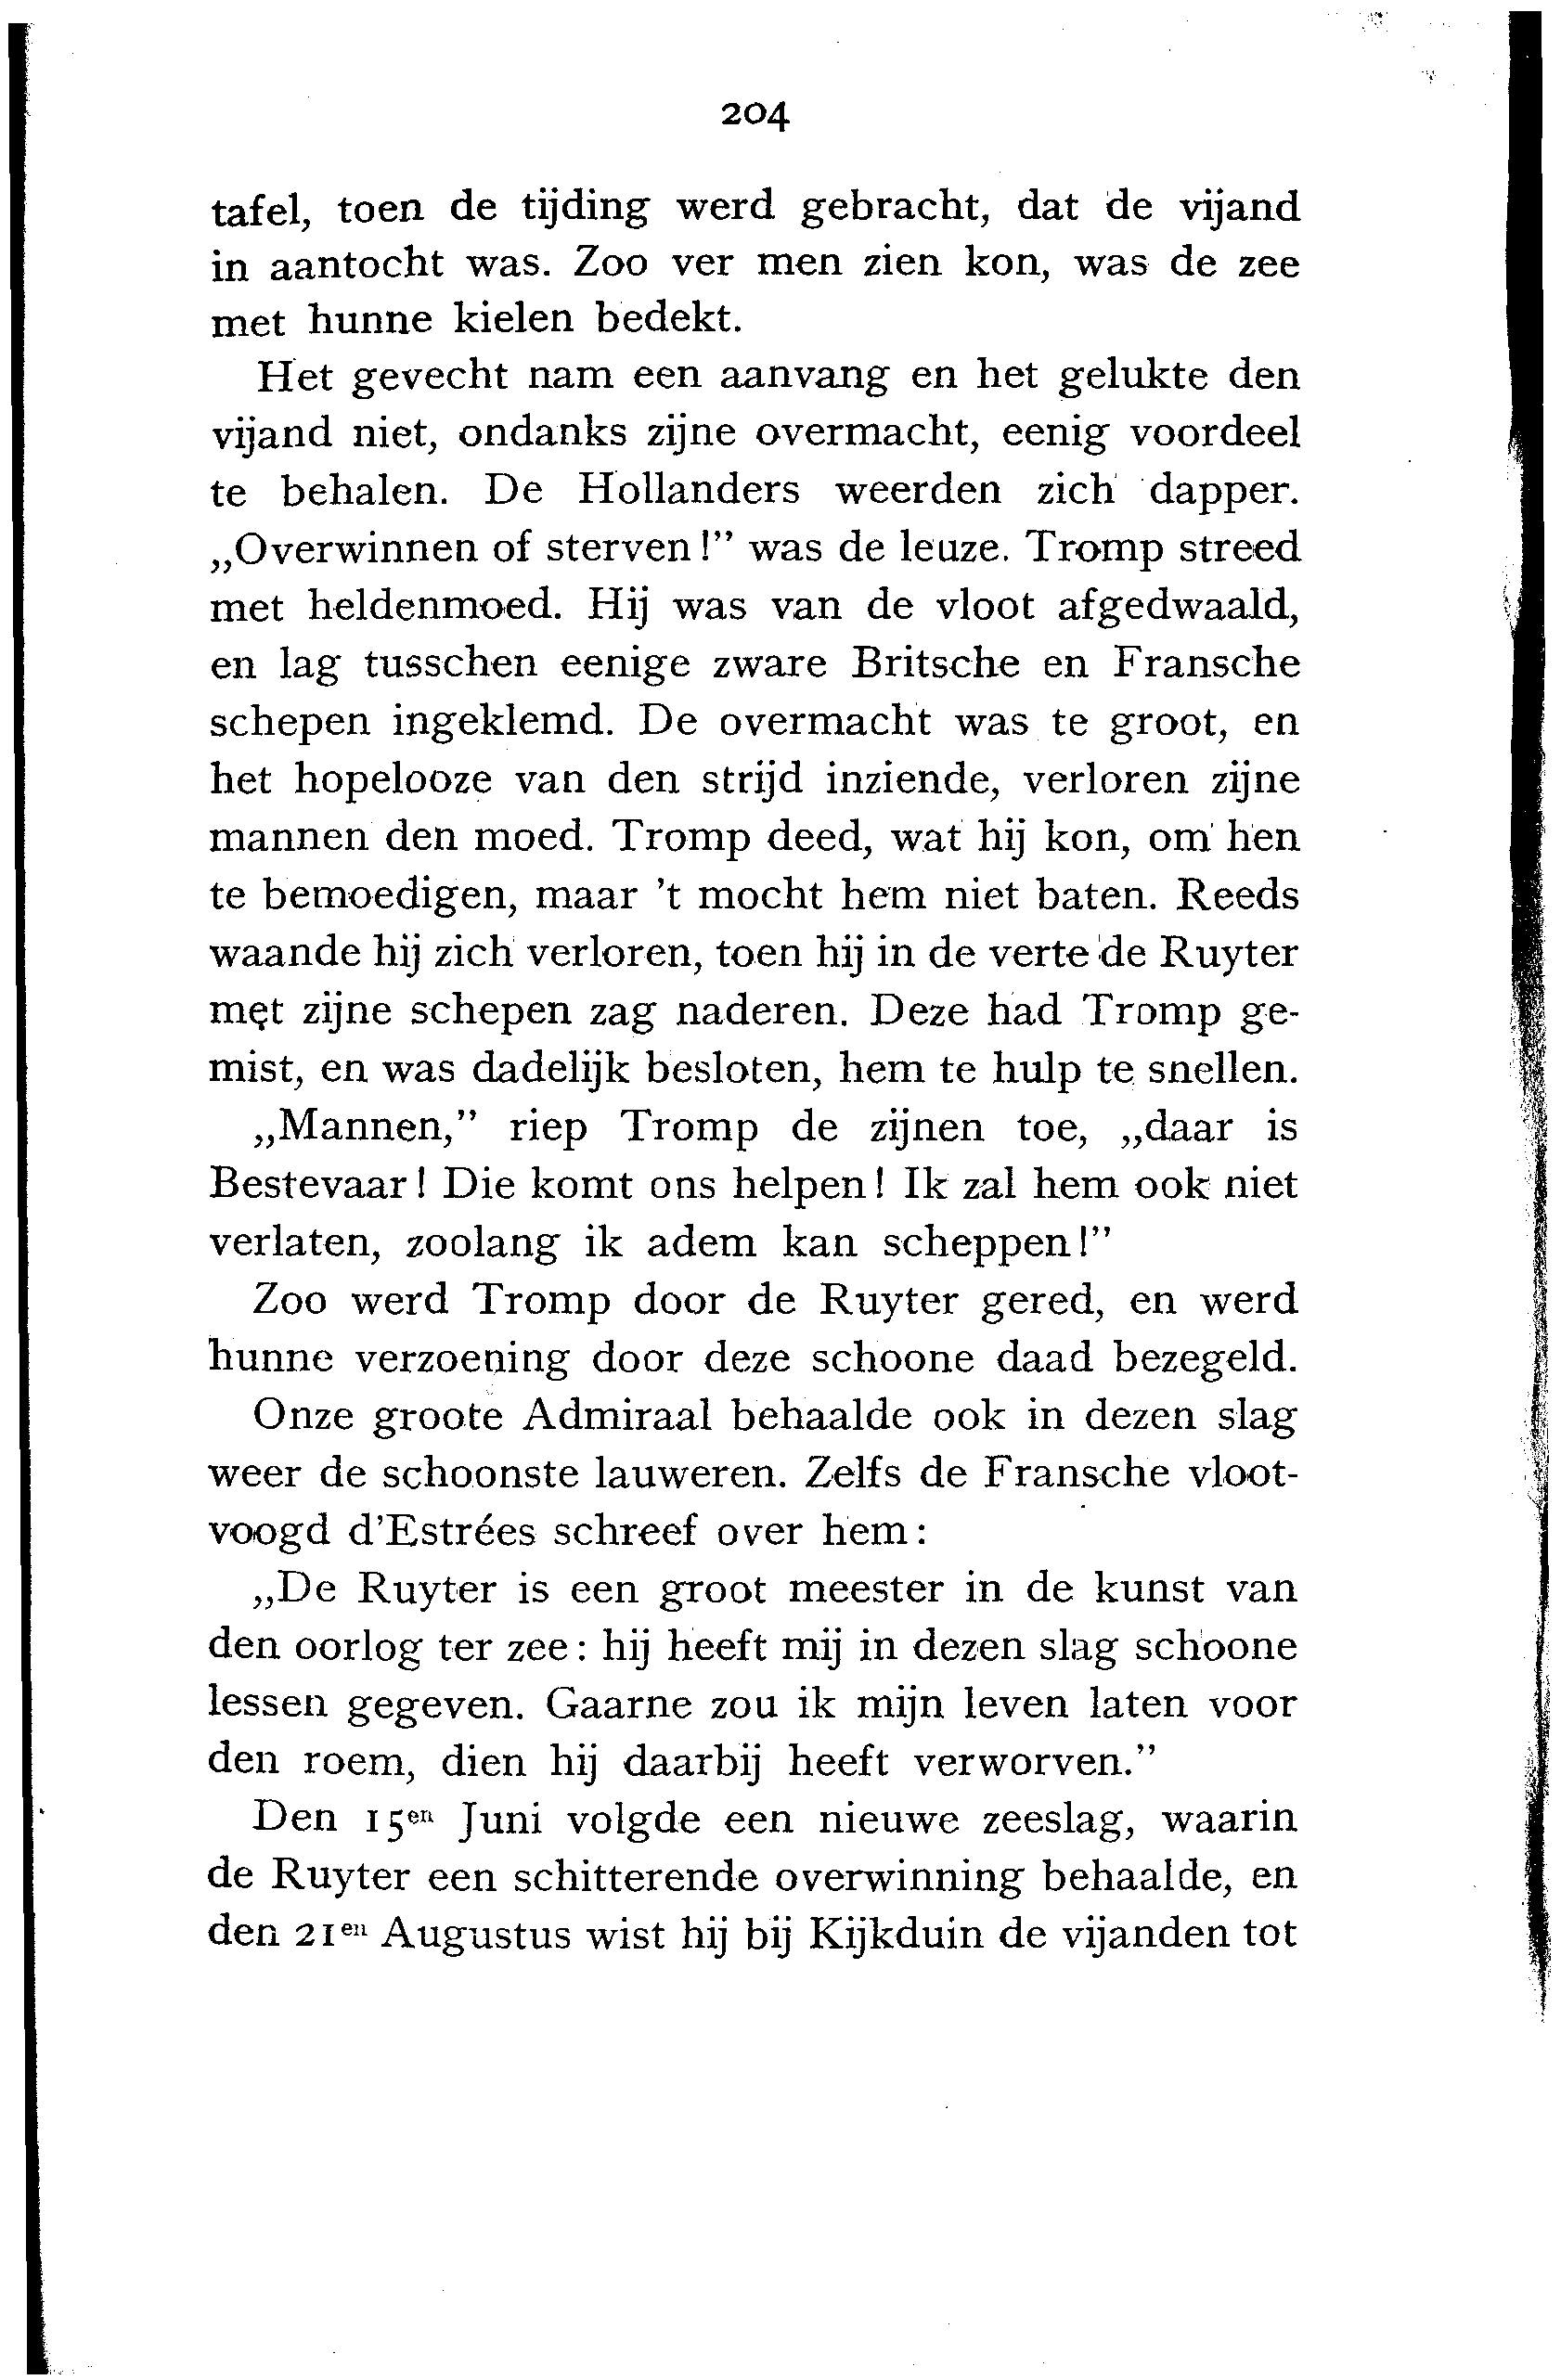 204
tafel, toen de tijding werd gebracht, dat de vijand
in aantocht was. Zoo ver men zien kon, was de zee
met hunne kielen bedekt.
Het gevecht nam een aanvang en het gelukte den
vijand niet, ondanks zijne overmacht, eenig voordeel
te behalen. De Hollanders weerden zich dapper.
„Overwinnen of sterven!” was de leuze. Tromp streed
met heldenmoed. Hij was van de vloot afgedwaald,
en lag tusschen eenige zware Britsche en Fransche
schepen ingeklemd. De overmacht was te groot, en
het hopelooze van den strijd inziende, verloren zijne
mannen den moed. Tromp deed, wat hij kon, om hen
te bemoedigen, maar 't mocht hem niet baten. Reeds
waande hij zich verloren, toen hij in de verte de Ruyter
met zijne schepen zag naderen. Deze had Tromp ge-
mist, en was dadelijk besloten, hem te hulp te snellen.
„Mannen,” riep Tromp de zijnen toe, „daar is
Bestevaar! Die komt ons helpen! Ik zal hem ook niet
verlaten, zoolang ik adem kan scheppen!”
Zoo werd Tromp door de Ruyter gered, en werd
hunne verzoening door deze schoone daad bezegeld.
Onze groote Admiraal behaalde ook in dezen slag
weer de schoonste lauweren. Zelfs de Fransche vloot-
voogd d'Estrées schreef over hem:
„De Ruyter is een groot meester in de kunst van
den oorlog ter zee: hij heeft mij in dezen slag schoone
lessen gegeven. Gaarne zou ik mijn leven laten voor
den roem, dien hij daarbij heeft verworven.”
Den 15en Juni volgde een nieuwe zeeslag, waarin
de Ruyter een schitterende overwinning behaalde, en
den 21en Augustus wist hij bij Kijkduin de vijanden tot